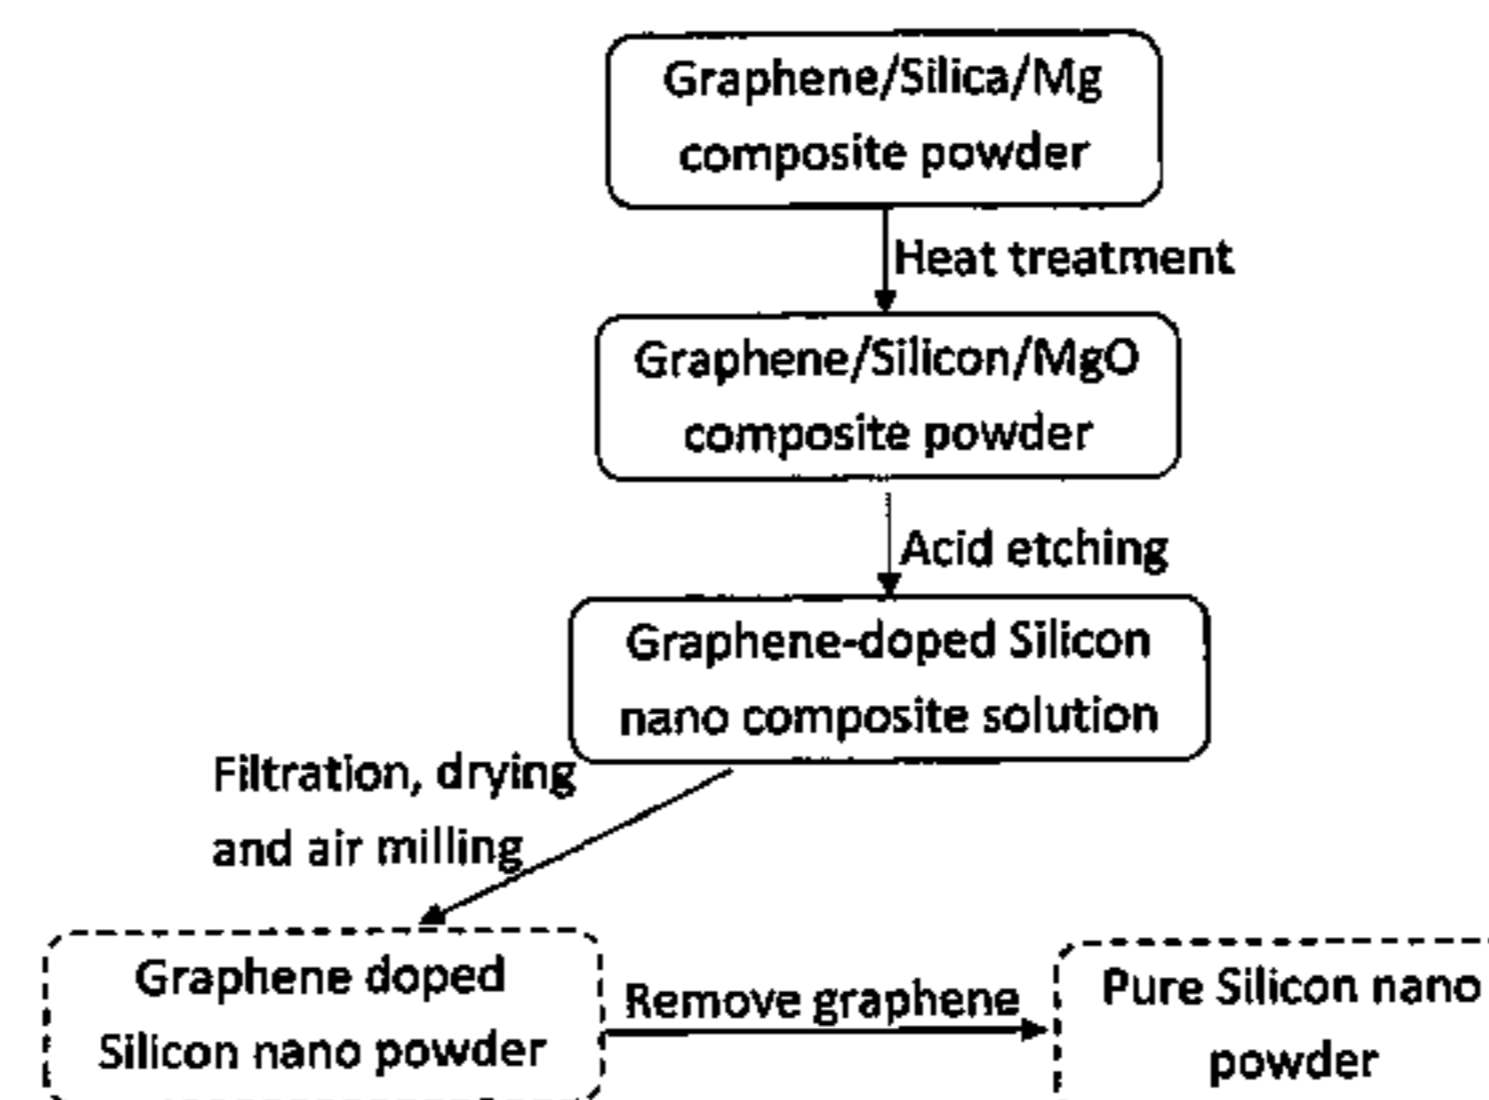 Graphene/Silica/Mg
composite powder
Heat treatment
Graphene/Silicon/MgO
composite powder
Acid etching
Graphene-doped Silicon
nano composite solution
Filtration, drying
and air milling
Graphene doped
Silicon nano powder
Remove graphene
Pure Silicon nano
powder